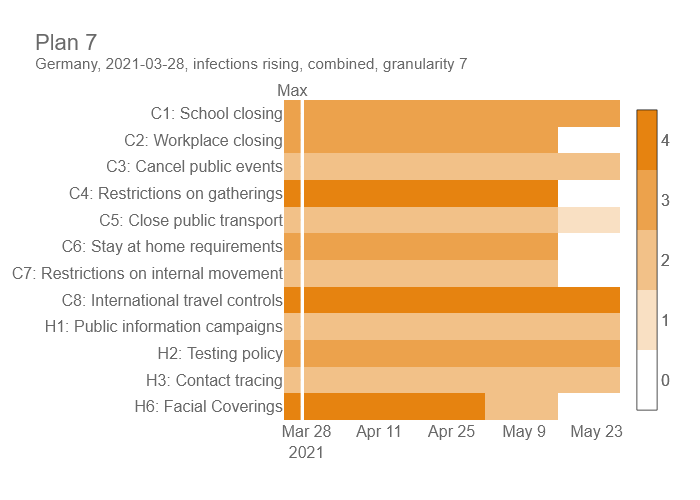 Plan 7
Germany, 2021-03-28, infections rising, combined, granularity 7
Max
C1: School closing
C2: Workplace closing
C3: Cancel public events
C4: Restrictions on gatherings
C5: Close public transport
C6: Stay at home requirements
C7: Restrictions on internal movement
C8: International travel controls
H1: Public information campaigns
H2: Testing policy
H3: Contact tracing
H6: Facial Coverings
Mar 28 Apr 11 Apr 25 May 9 May 23
2021
4
3
2
1
0